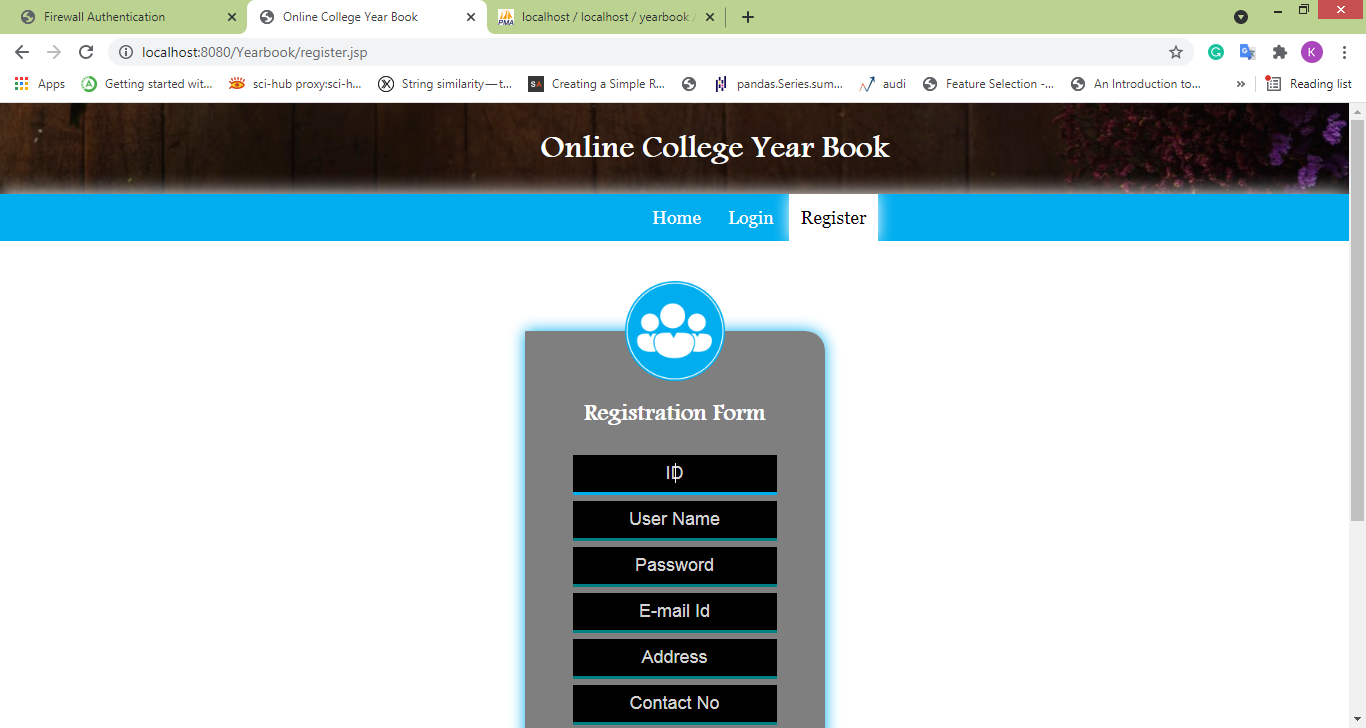 Firewall Authentication
Online College Year Book
localhost / localhost / yearbook /
localhost:8080/Yearbook/register.jsp
K
Apps
Getting started wit...
sci-hub proxy:sci-h...
String similarity — t...
SA
Creating a Simple R...
pandas.Series.sum...
audi
Feature Selection -...
An Introduction to...
»
Reading list
Online College Year Book
Home Login Register
Registration Form
ID
User Name
Password
E-mail Id
Address
Contact No